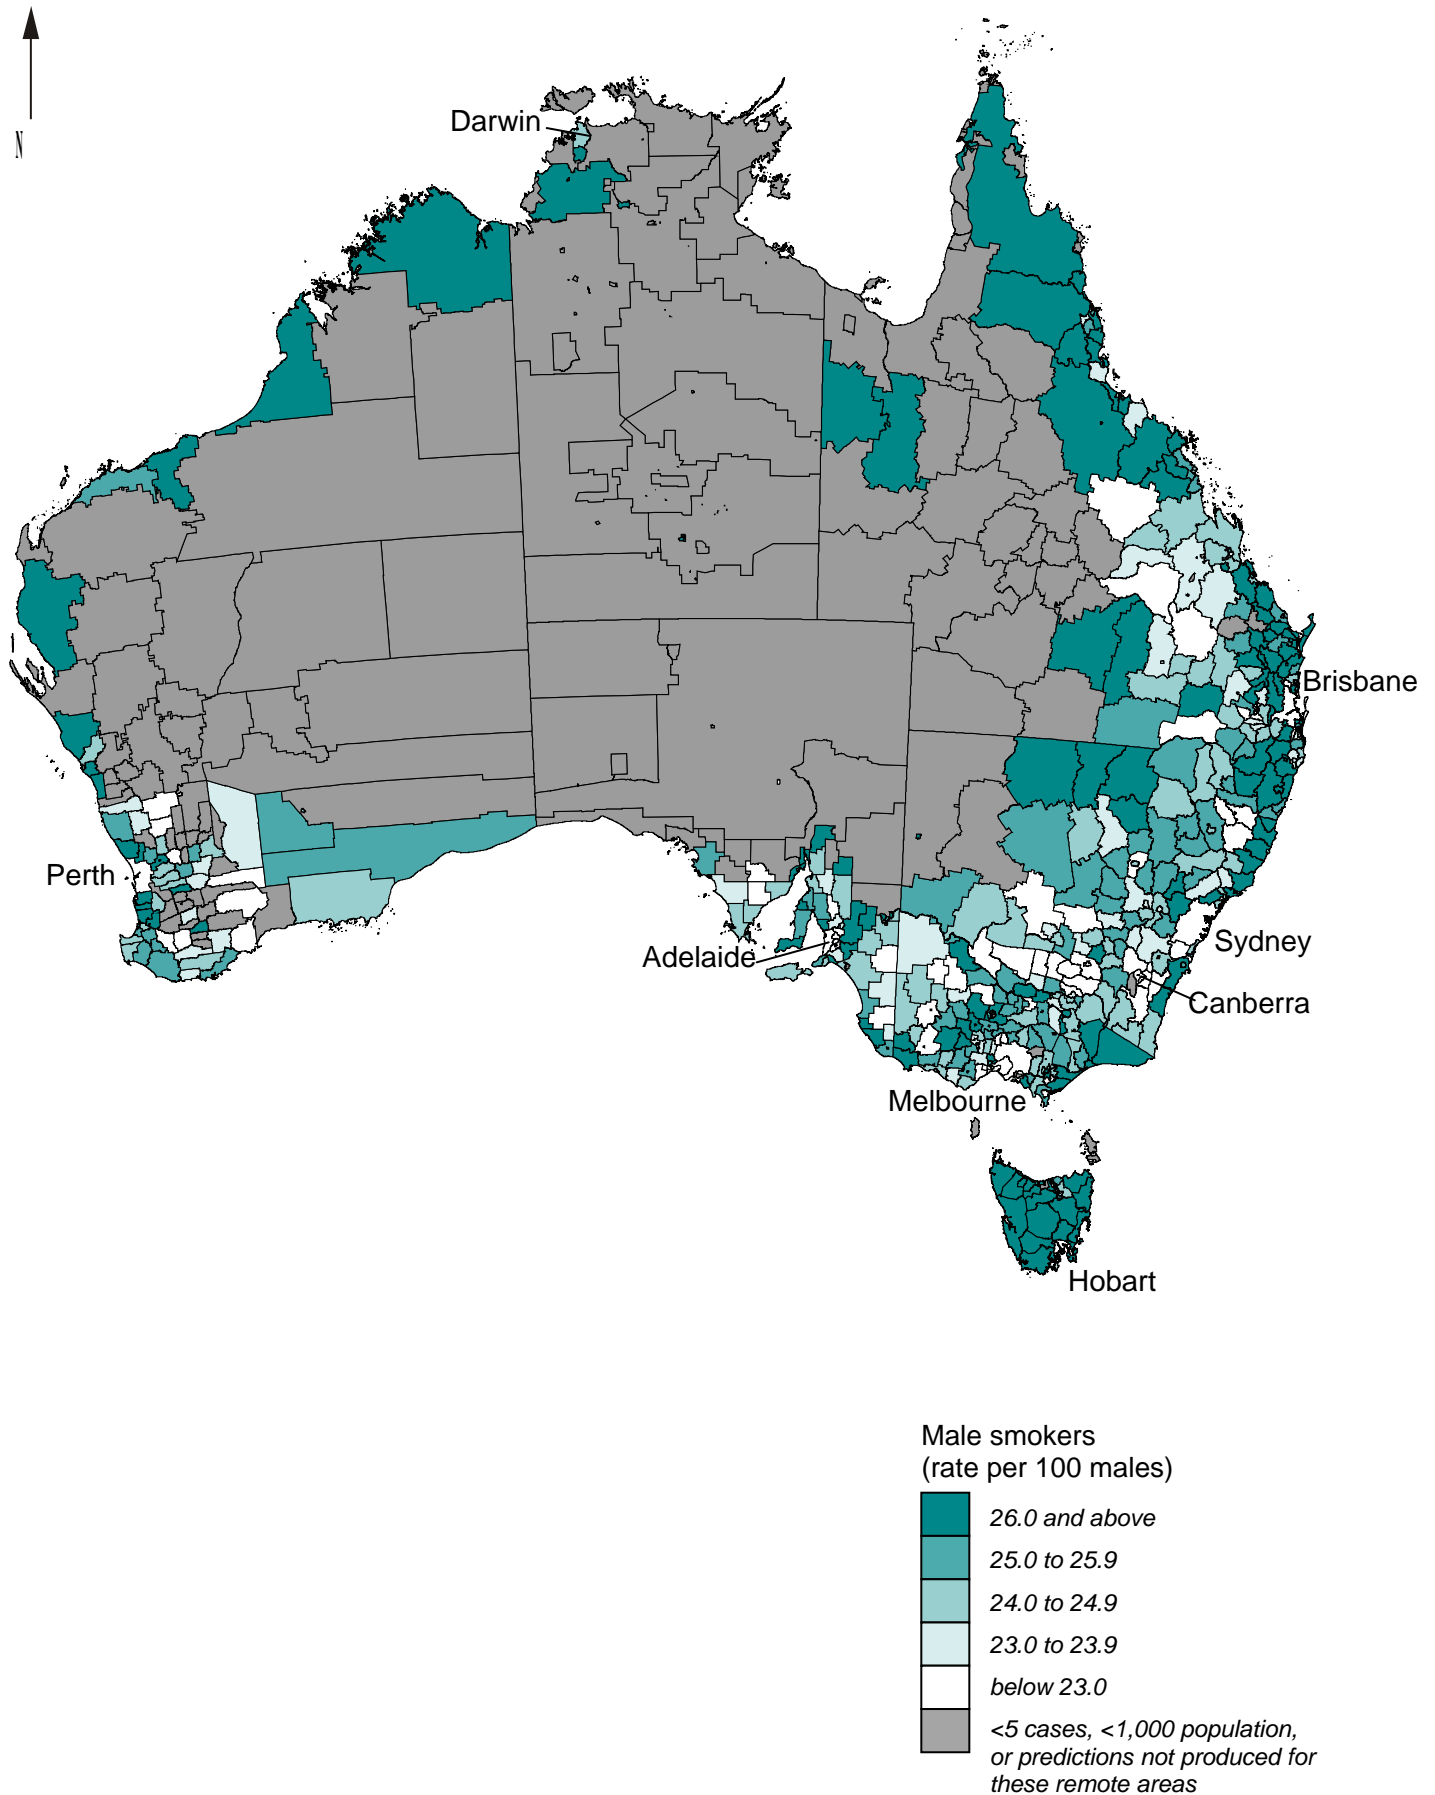 N
Darwin
Brisbane
Perth
Adelaide
Sydney
Canberra
Melbourne
Hobart
Male smokers
(rate per 100 males)
26.0 and above
25.0 to 25.9
24.0 to 24.9
23.0 to 23.9
below 23.0
<5 cases, <1,000 population,
or predictions not produced for
these remote areas